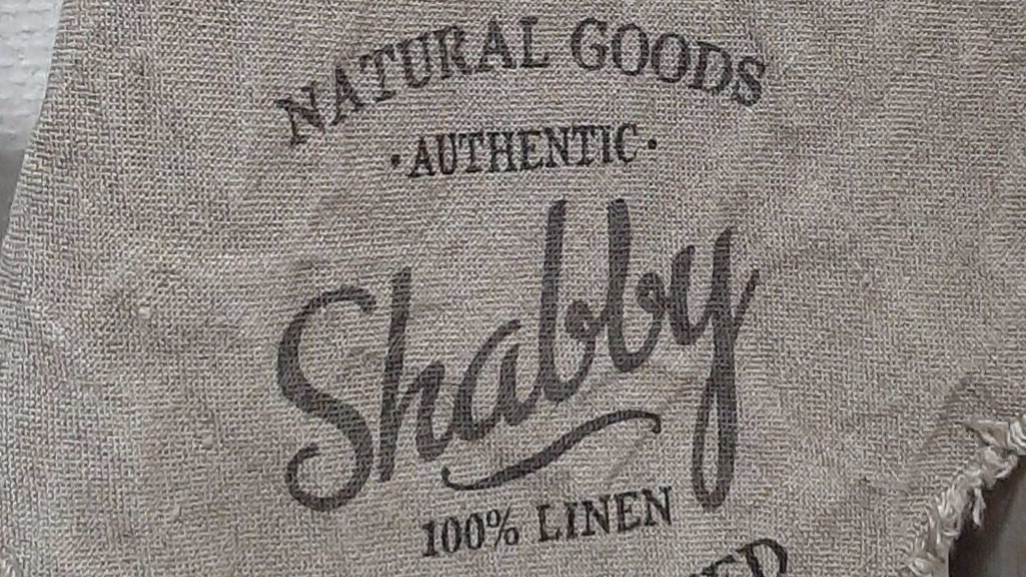 NATURAL GOODS
·AUTHENTIC·
Shabby
100% LINEN